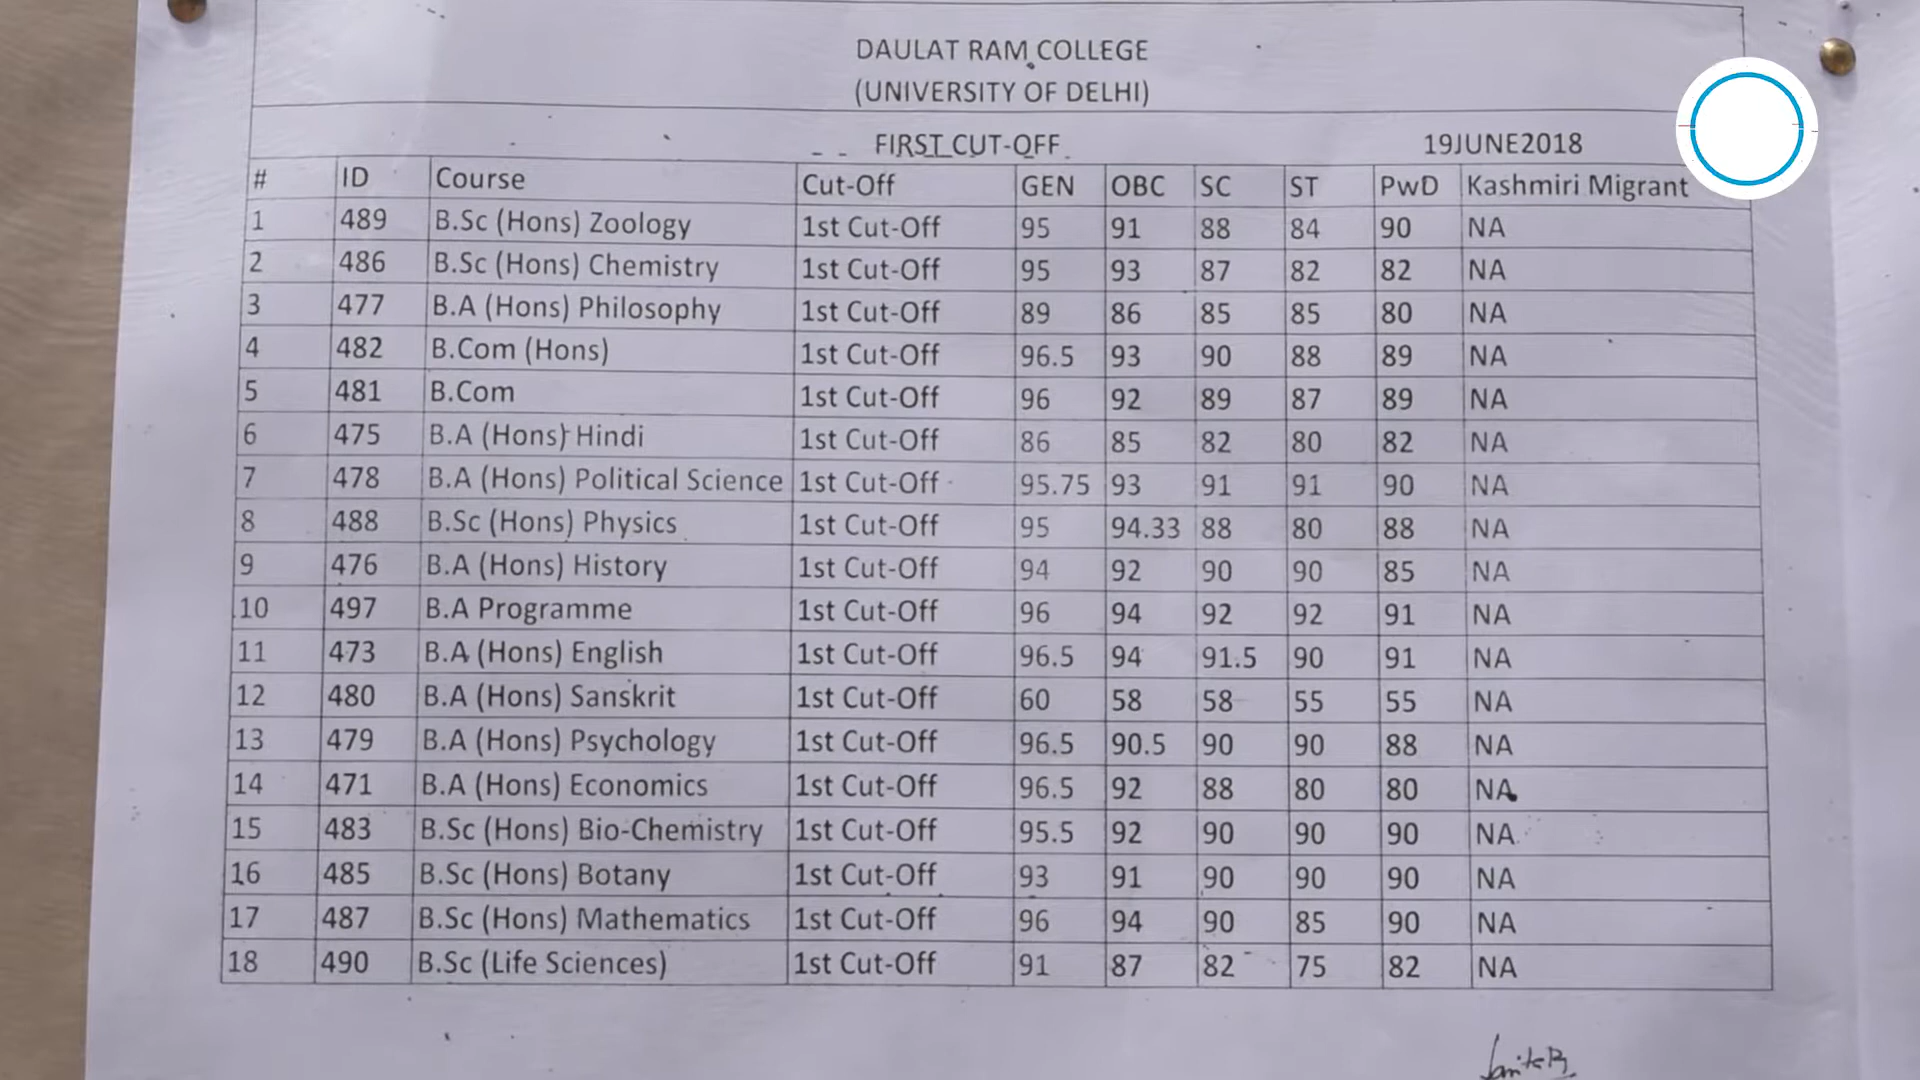 DAULAT RAM COLLEGE
(UNIVERSITY OF DELHI)
FIRST CUT-OFF 19JUNE2018
# ID Course Cut-Off GEN OBC SC ST PwD Kashmiri Migrant
1 489 B.Sc (Hons) Zoology 1st Cut-Off 95 91 88 84 90 NA
2 486 B.Sc (Hons) Chemistry 1st Cut-Off 95 93 87 82 82 NA
3 477 B.A (Hons) Philosophy 1st Cut-Off 89 86 85 85 80 NA
4 482 B.Com (Hons) 1st Cut-Off 96.5 93 90 88 89 NA
5 481 B.Com 1st Cut-Off 96 92 89 87 89 NA
6 475 B.A (Hons) Hindi 1st Cut-Off 86 85 82 80 82 NA
7 478 B.A (Hons) Political Science 1st Cut-Off 95.75 93 91 91 90 NA
8 488 B.Sc (Hons) Physics 1st Cut-Off 95 94.33 88 80 88 NA
9 476 B.A (Hons) History 1st Cut-Off 94 92 90 90 85 NA
10 497 B.A Programme 1st Cut-Off 96 94 92 92 91 NA
11 473 B.A (Hons) English 1st Cut-Off 96.5 94 91.5 90 91 NA
12 480 B.A (Hons) Sanskrit 1st Cut-Off 60 58 58 55 55 NA
13 479 B.A (Hons) Psychology 1st Cut-Off 96.5 90.5 90 90 88 NA
14 471 B.A (Hons) Economics 1st Cut-Off 96.5 92 88 80 80 NA
15 483 B.Sc (Hons) Bio-Chemistry 1st Cut-Off 95.5 92 90 90 90 NA
16 485 B.Sc (Hons) Botany 1st Cut-Off 93 91 90 90 90 NA
17 487 B.Sc (Hons) Mathematics 1st Cut-Off 96 94 90 85 90 NA
18 490 B.Sc (Life Sciences) 1st Cut-Off 91 87 82 75 82 NA